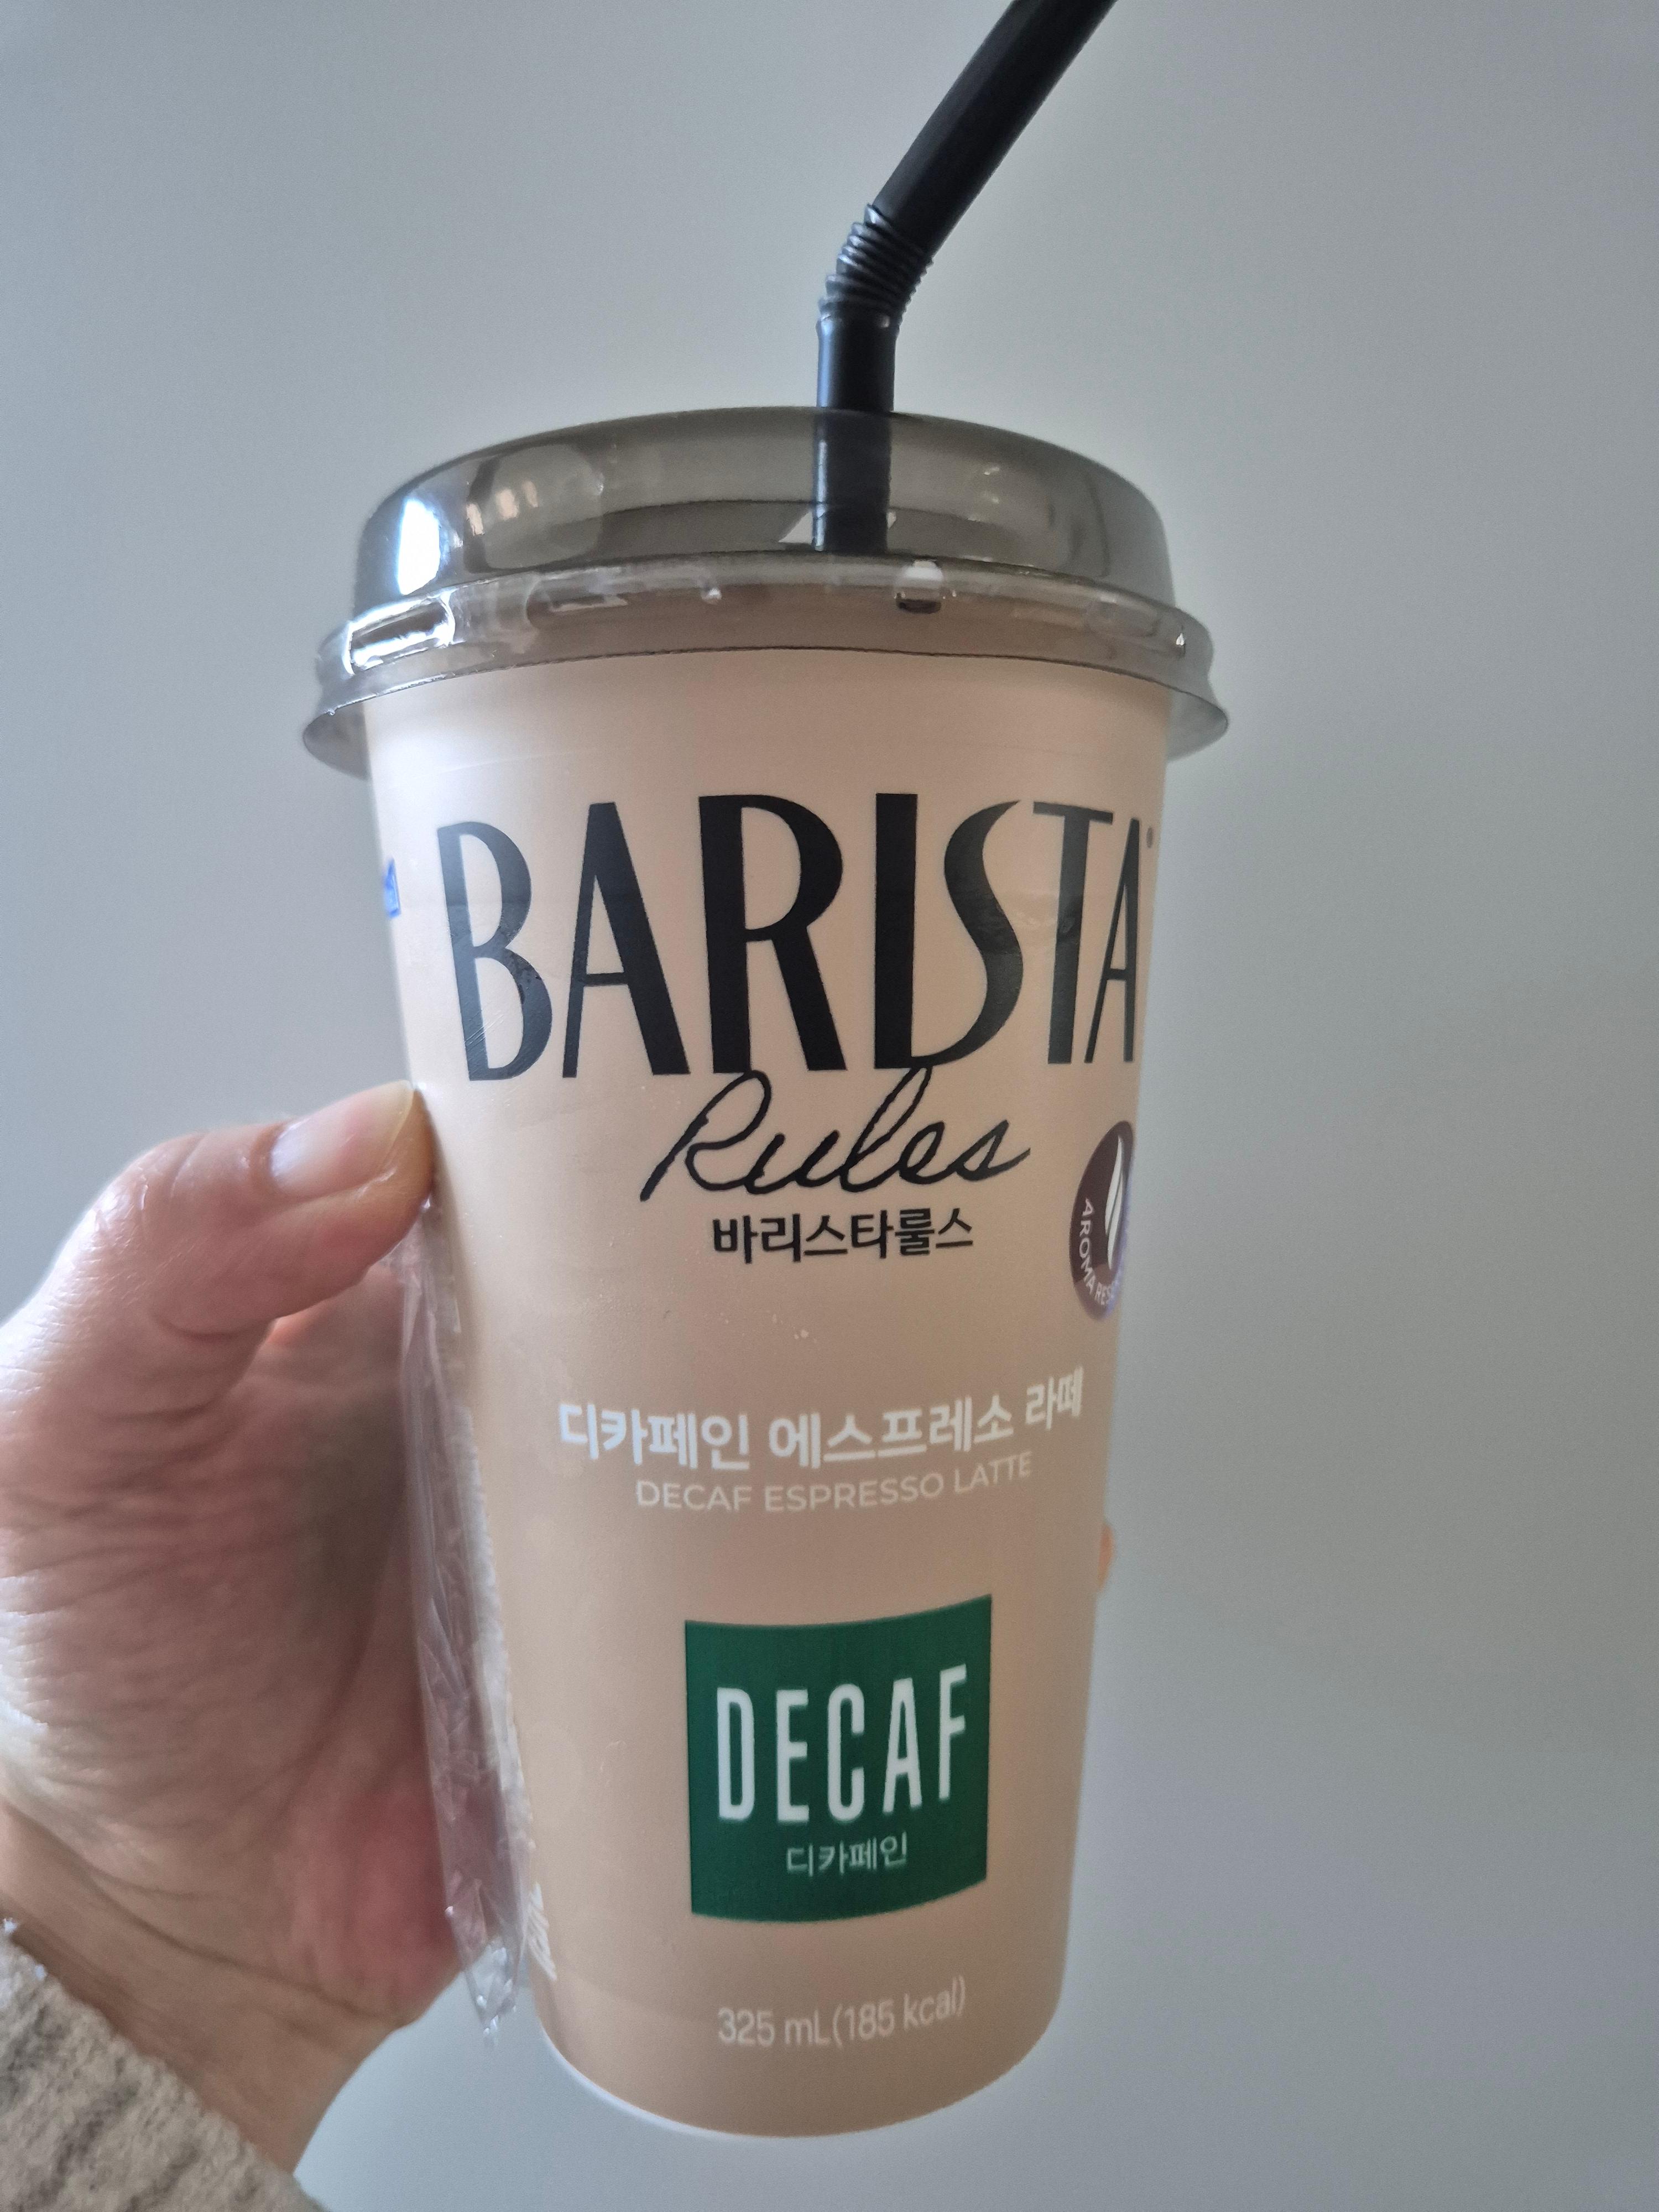 BARISTA
Rules
바리스타룰스
AROMA
디카페인 에스프레소 라떼
DECAF ESPRESSO LATTE
DECAF
디카페인
325 mL(185 kcal)